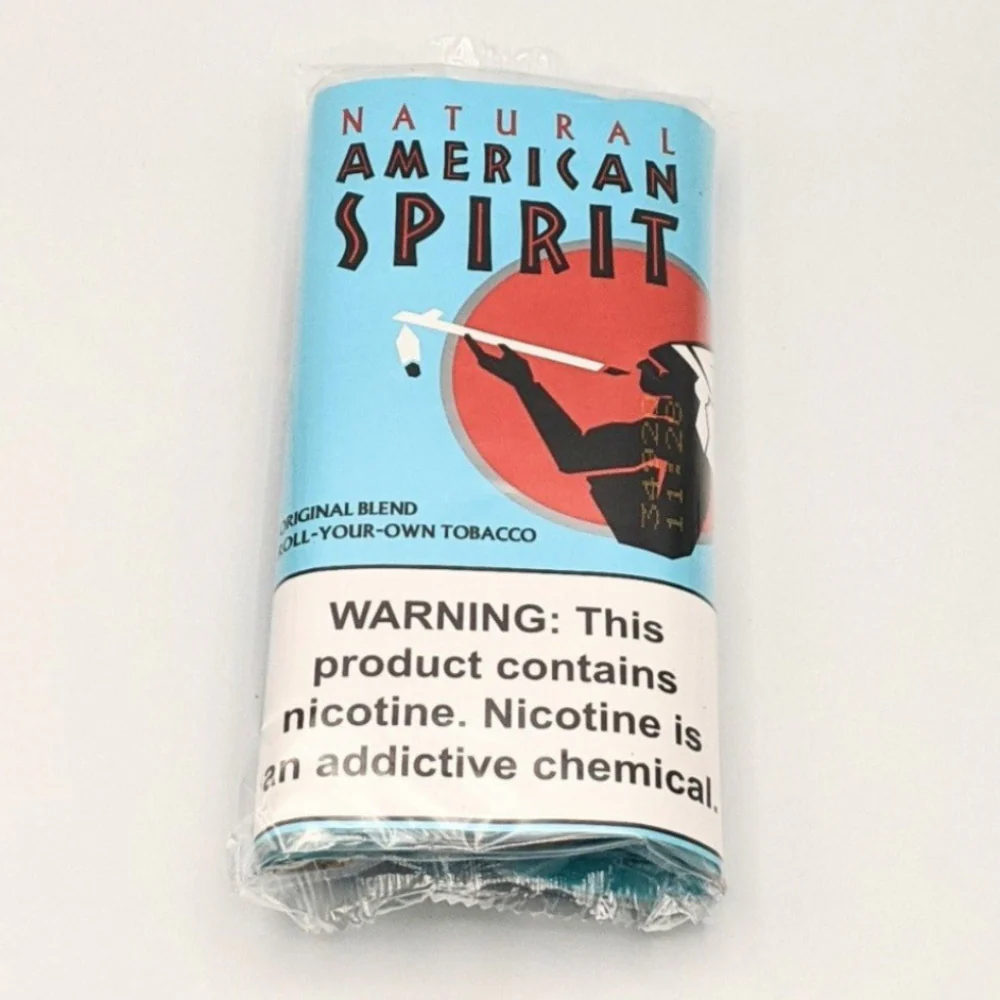 NATURAL
AMERICAN
SPIRIT
ORIGINAL BLEND
ROLL-YOUR-OWN TOBACCO
WARNING: This
product contains
nicotine. Nicotine is
an addictive chemical.